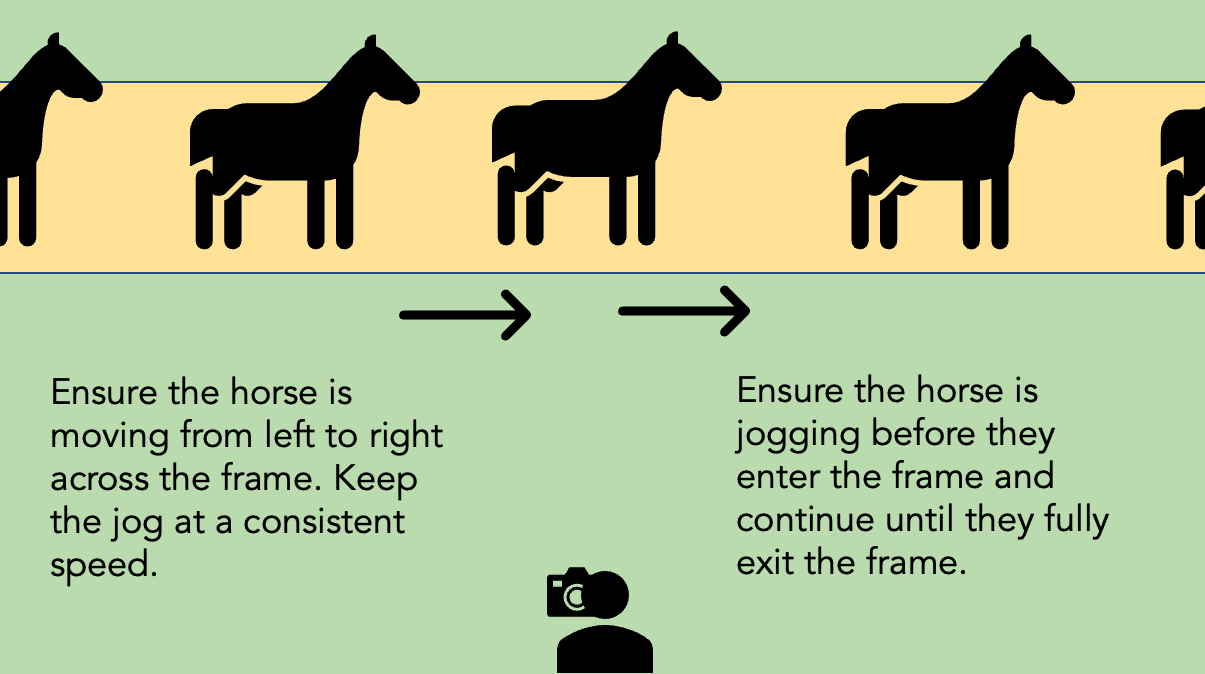 Ensure the horse is
moving from left to right
across the frame. Keep
the jog at a consistent
speed.
Ensure the horse is
jogging before they
enter the frame and
continue until they fully
exit the frame.